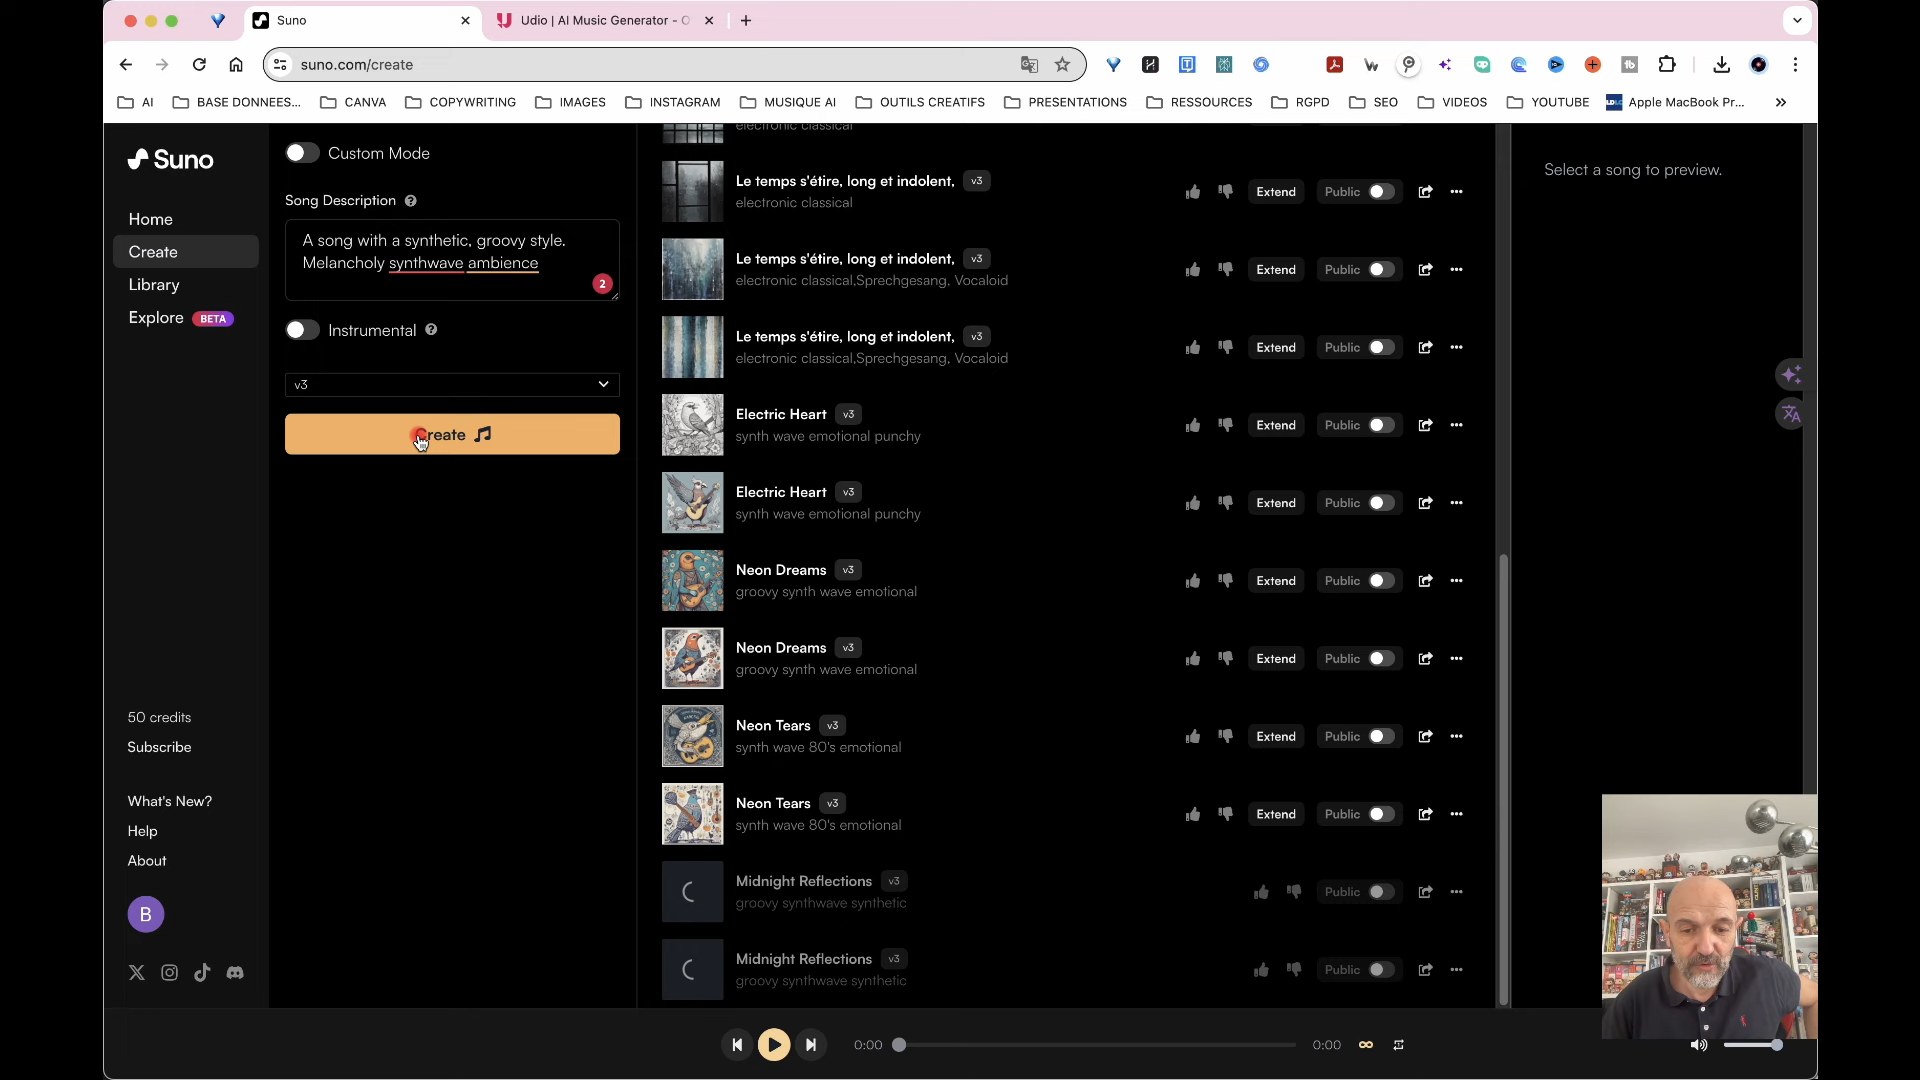 Suno
Udio | AI Music Generator - O
suno.com/create
AI
BASE DONNEES...
CANVA
COPYWRITING
IMAGES
INSTAGRAM
MUSIQUE AI
OUTILS CREATIFS
PRESENTATIONS
RESSOURCES
RGPD
SEO
VIDEOS
YOUTUBE
Apple MacBook Pr...
Suno
Home
Create
Library
Explore BETA
50 credits
Subscribe
What's New?
Help
About
B
Custom Mode
Song Description
A song with a synthetic, groovy style.
Melancholy synthwave ambience
2
Instrumental
v3
Create
electronic classical
Le temps s'étire, long et indolent, v3
electronic classical
Extend Public
Le temps s'étire, long et indolent, v3
electronic classical,Sprechgesang, Vocaloid
Extend Public
Le temps s'étire, long et indolent, v3
electronic classical,Sprechgesang, Vocaloid
Extend Public
Electric Heart v3
synth wave emotional punchy
Extend Public
Electric Heart v3
synth wave emotional punchy
Extend Public
Neon Dreams v3
groovy synth wave emotional
Extend Public
Neon Dreams v3
groovy synth wave emotional
Extend Public
Neon Tears v3
synth wave 80's emotional
Extend Public
Neon Tears v3
synth wave 80's emotional
Extend Public
Midnight Reflections v3
groovy synthwave synthetic
Public
Midnight Reflections v3
groovy synthwave synthetic
Public
Select a song to preview.
0:00
0:00